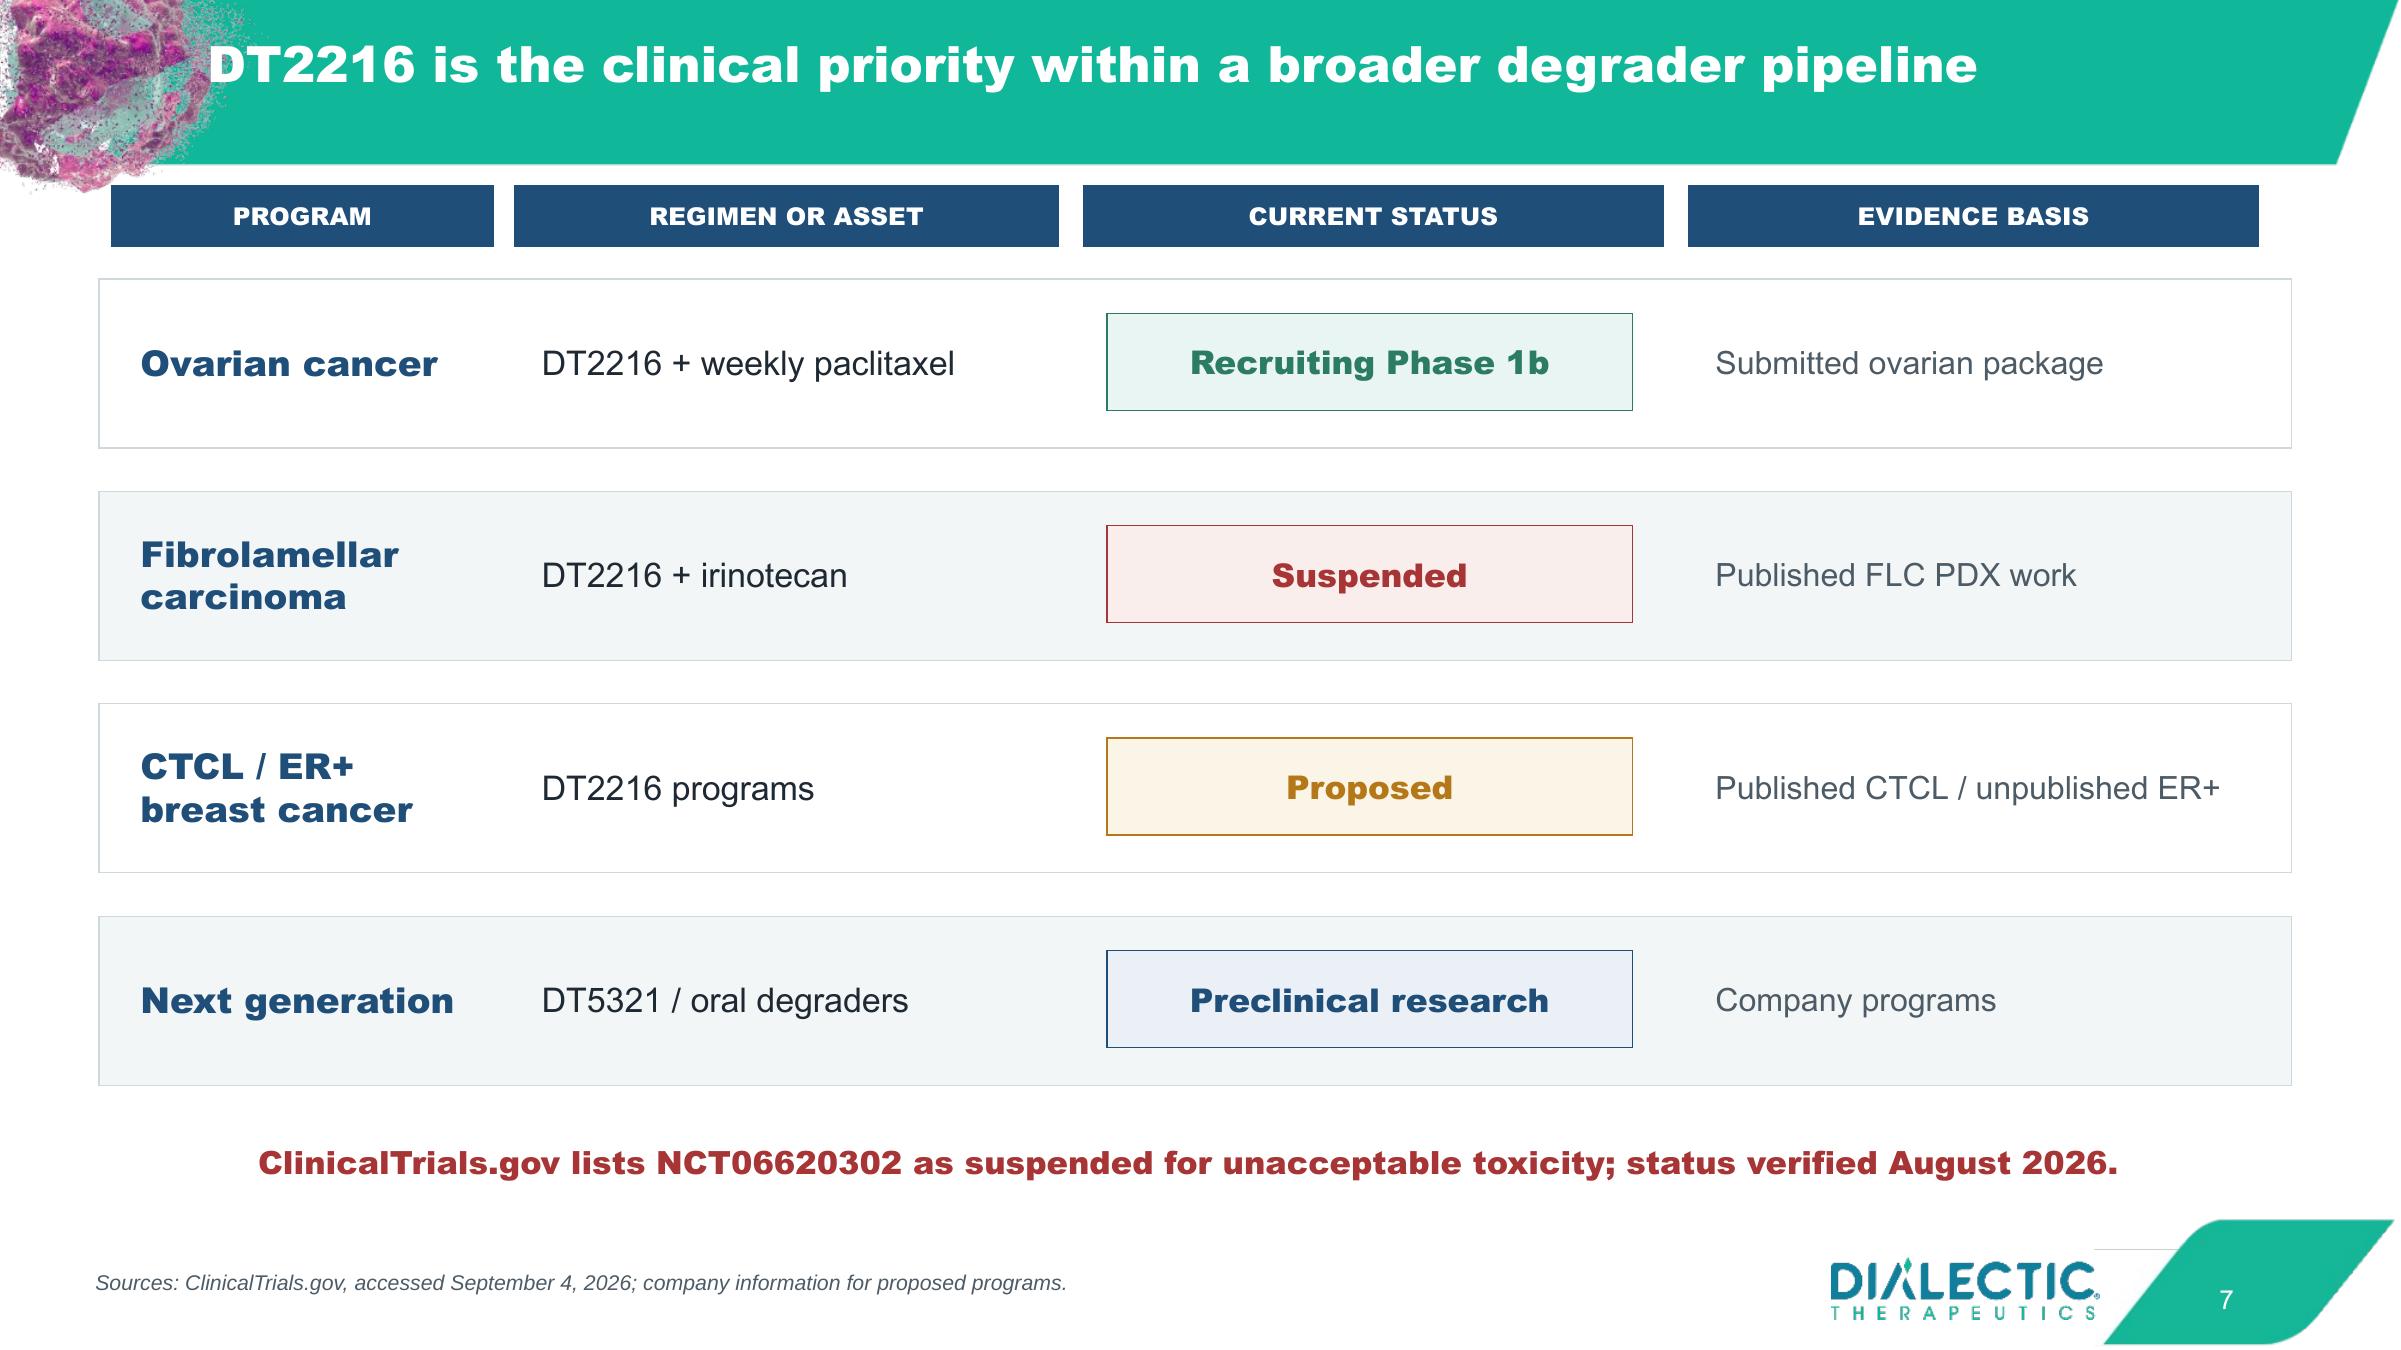 DT2216 is the clinical priority within a broader degrader pipeline
PROGRAM
REGIMEN OR ASSET
CURRENT STATUS
EVIDENCE BASIS
Ovarian cancer
DT2216 + weekly paclitaxel
Recruiting Phase 1b
Submitted ovarian package
Fibrolamellar
carcinoma
DT2216 + irinotecan
Suspended
Published FLC PDX work
CTCL / ER+
breast cancer
DT2216 programs
Proposed
Published CTCL / unpublished ER+
Next generation
DT5321 / oral degraders
Preclinical research
Company programs
ClinicalTrials.gov lists NCT06620302 as suspended for unacceptable toxicity; status verified August 2026.
Sources: ClinicalTrials.gov, accessed September 4, 2026; company information for proposed programs.
DIALECTIC®
THERAPEUTICS
7